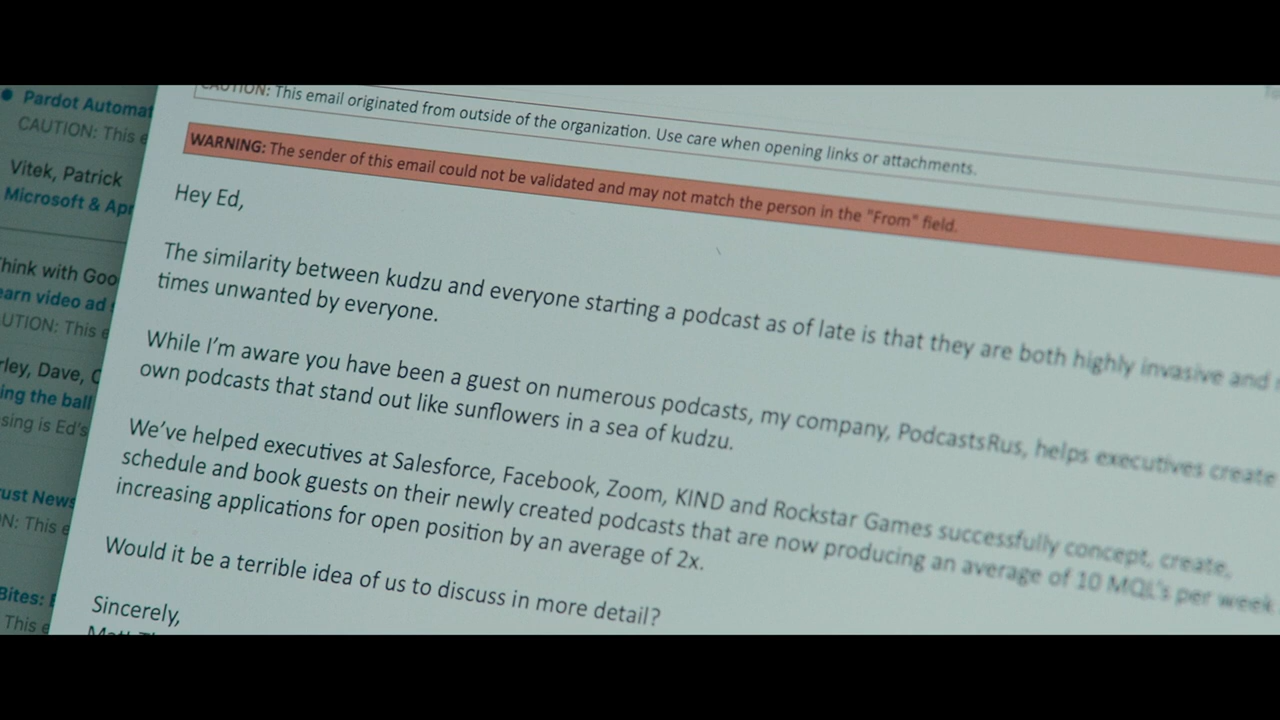 Pardot Automat
CAUTION: This e
Vitek, Patrick
Microsoft & Apr
hink with Goo
earn video ad
UTION: This e
rley, Dave, C
ing the ball
sing is Ed's
rust News
N: This e
Bites:
This e
CAUTION: This email originated from outside of the organization. Use care when opening links or attachments.
WARNING: The sender of this email could not be validated and may not match the person in the "From" field.
Hey Ed,
The similarity between kudzu and everyone starting a podcast as of late is that they are both highly invasive and
times unwanted by everyone.
While I'm aware you have been a guest on numerous podcasts, my company, PodcastsRus, helps executives create
own podcasts that stand out like sunflowers in a sea of kudzu.
We've helped executives at Salesforce, Facebook, Zoom, KIND and Rockstar Games successfully concept, create,
schedule and book guests on their newly created podcasts that are now producing an average of 10 MQL's per week
increasing applications for open position by an average of 2x.
Would it be a terrible idea of us to discuss in more detail?
Sincerely,